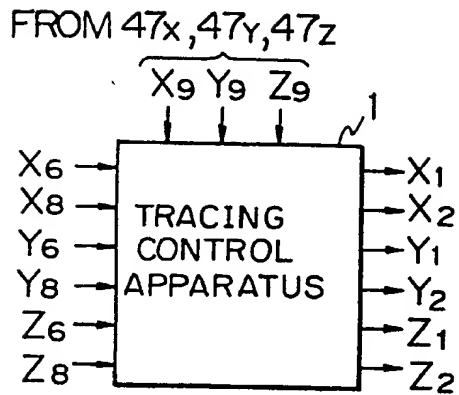 FROM 47X, 47Y, 47Z
X9 Y9 Z9
1
X6
X8
Y6
Y8
Z6
Z8
TRACING
CONTROL
APPARATUS
X1
X2
Y1
Y2
Z1
Z2